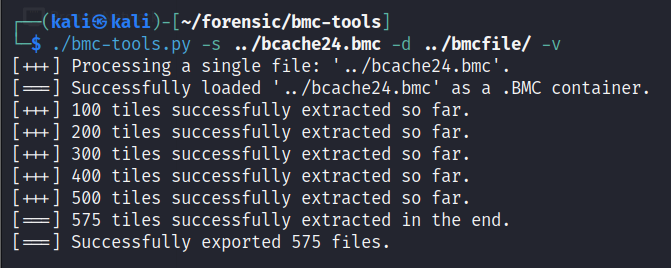 ┌──(kali㉿kali)-[~/forensic/bmc-tools]
└─$ ./bmc-tools.py -s ../bcache24.bmc -d ../bmcfile/ -v
[+++] Processing a single file: '../bcache24.bmc'.
[===] Successfully loaded '../bcache24.bmc' as a .BMC container.
[+++] 100 tiles successfully extracted so far.
[+++] 200 tiles successfully extracted so far.
[+++] 300 tiles successfully extracted so far.
[+++] 400 tiles successfully extracted so far.
[+++] 500 tiles successfully extracted so far.
[===] 575 tiles successfully extracted in the end.
[===] Successfully exported 575 files.